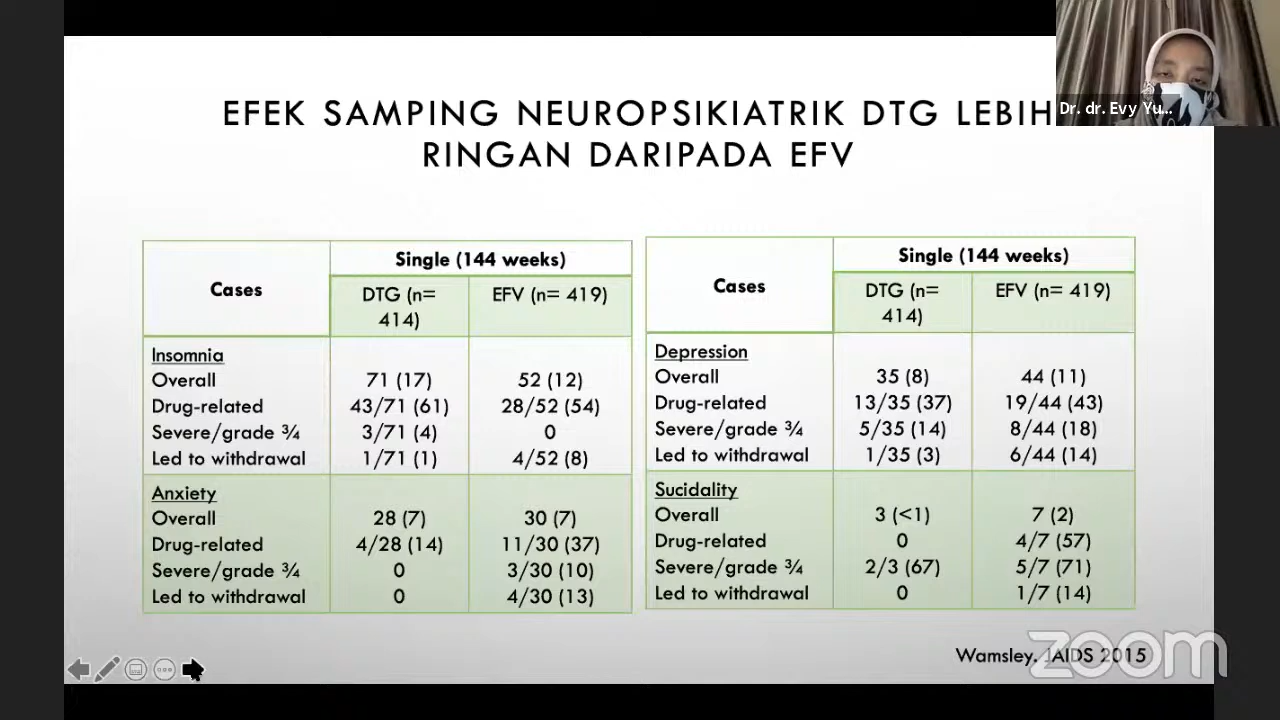 EFEK SAMPING NEUROPSIKIATRIK DTG LEBIH
RINGAN DARIPADA EFV
Dr. dr. Evy Yu...
Cases
Single (144 weeks)
DTG (n=
414)
EFV (n= 419)
Insomnia
Overall 71 (17) 52 (12)
Drug-related 43/71 (61) 28/52 (54)
Severe/grade ¾ 3/71 (4) 0
Led to withdrawal 1/71 (1) 4/52 (8)
Anxiety
Overall 28 (7) 30 (7)
Drug-related 4/28 (14) 11/30 (37)
Severe/grade ¾ 0 3/30 (10)
Led to withdrawal 0 4/30 (13)
Cases
Single (144 weeks)
DTG (n=
414)
EFV (n= 419)
Depression
Overall 35 (8) 44 (11)
Drug-related 13/35 (37) 19/44 (43)
Severe/grade ¾ 5/35 (14) 8/44 (18)
Led to withdrawal 1/35 (3) 6/44 (14)
Sucidality
Overall 3 (<1) 7 (2)
Drug-related 0 4/7 (57)
Severe/grade ¾ 2/3 (67) 5/7 (71)
Led to withdrawal 0 1/7 (14)
Wamsley. JAIDS 2015
zoom